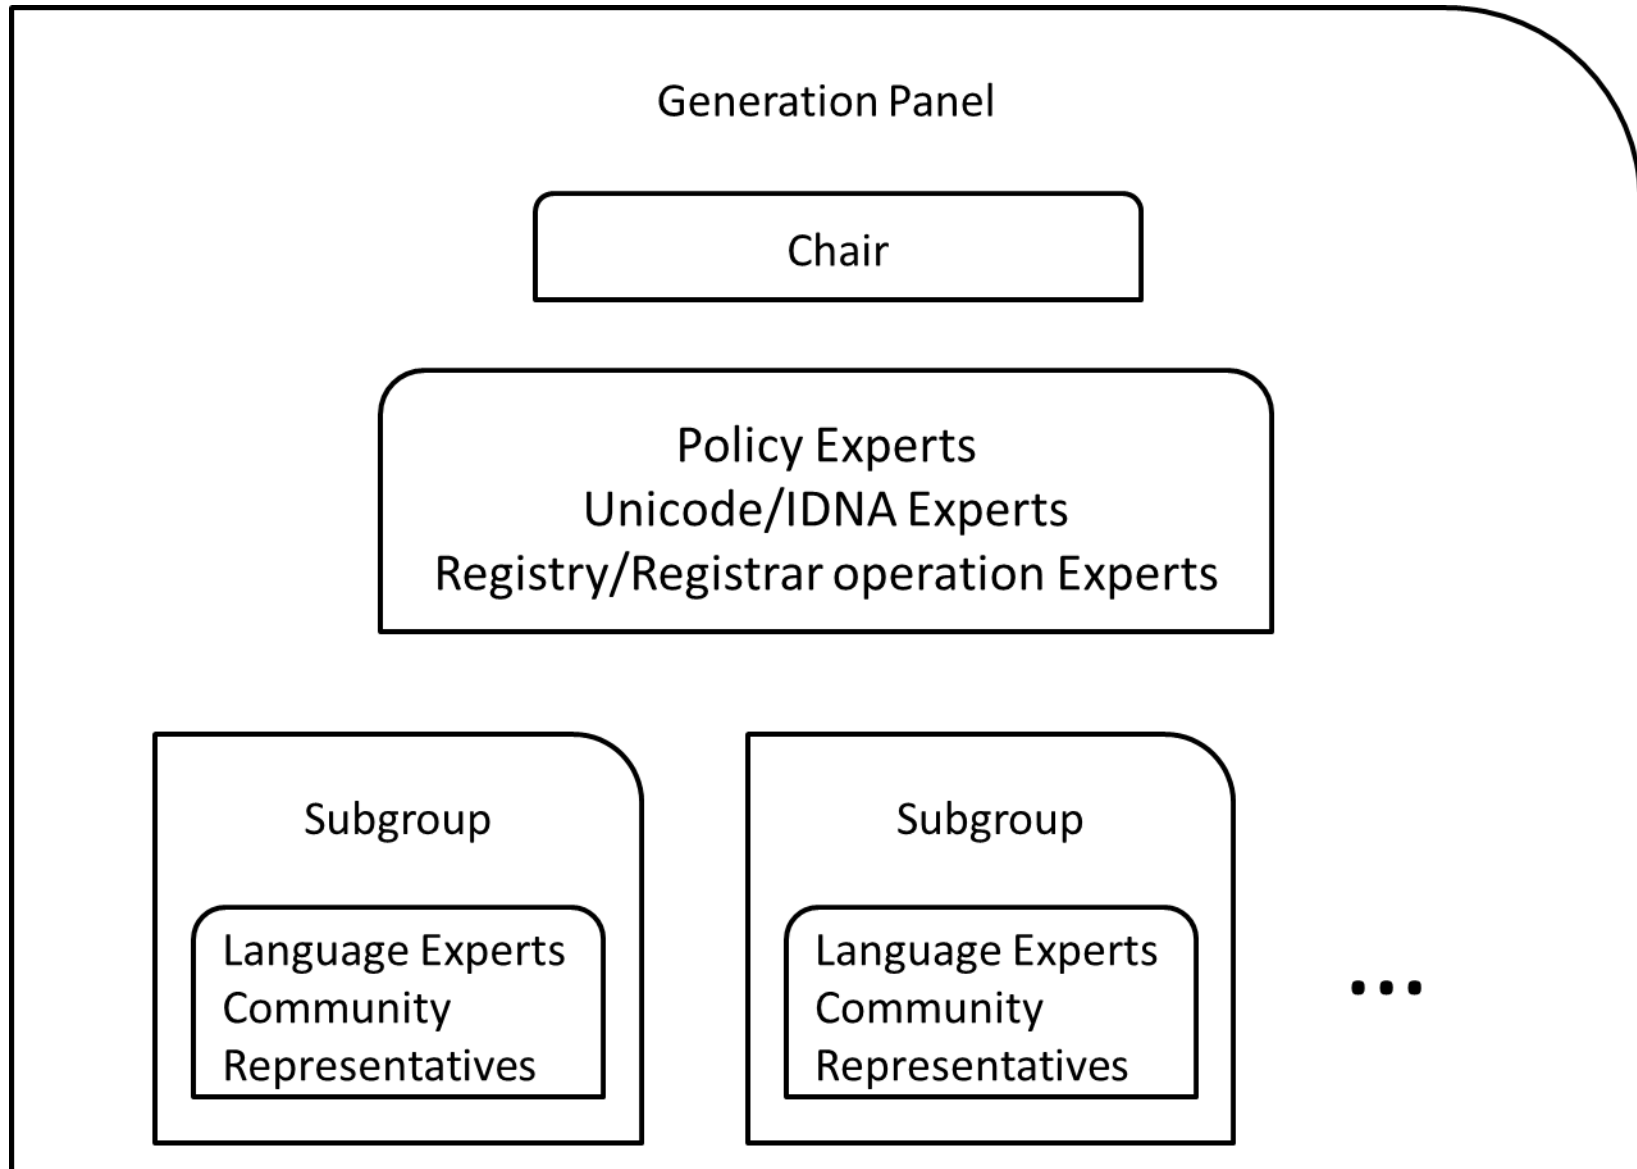 Generation Panel
Chair
Policy Experts
Unicode/IDNA Experts
Registry/Registrar operation Experts
Subgroup
Language Experts
Community
Representatives
Subgroup
Language Experts
Community
Representatives
...